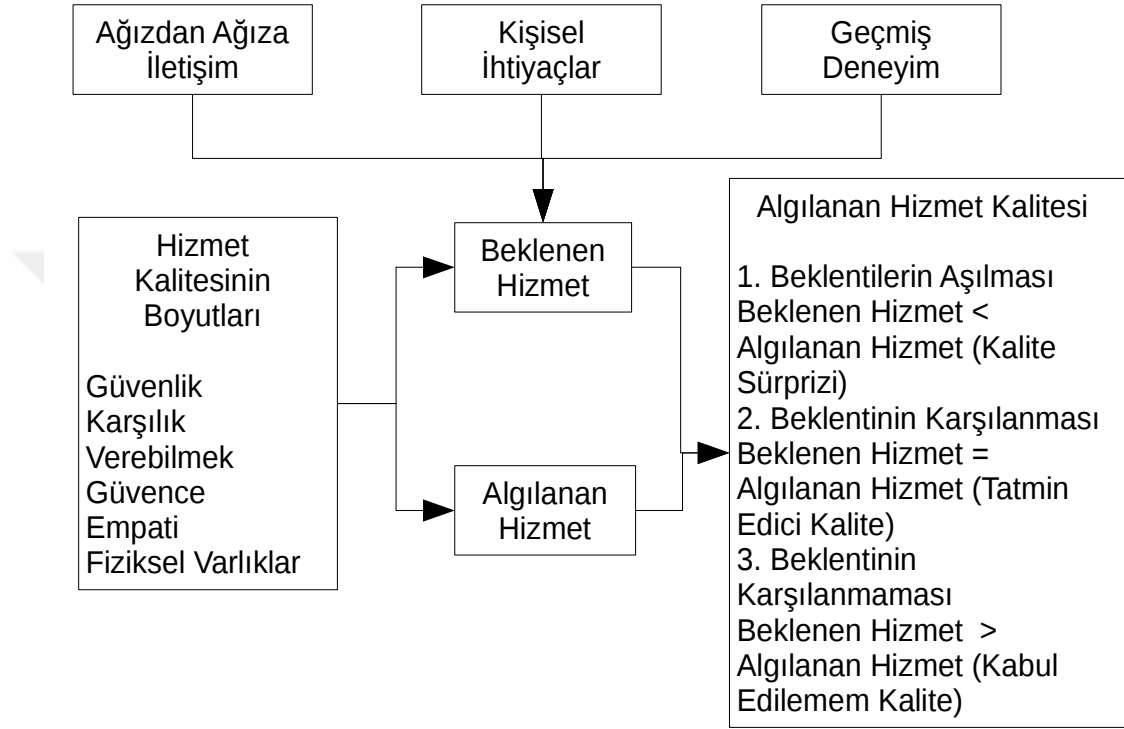 Ağızdan Ağıza
İletişim
Kişisel
İhtiyaçlar
Geçmiş
Deneyim
Hizmet
Kalitesinin
Boyutları
Güvenlik
Karşılık
Verebilmek
Güvence
Empati
Fiziksel Varlıklar
Beklenen
Hizmet
Algılanan
Hizmet
Algılanan Hizmet Kalitesi
1. Beklentilerin Aşılması
Beklenen Hizmet <
Algılanan Hizmet (Kalite
Sürprizi)
2. Beklentinin Karşılanması
Beklenen Hizmet =
Algılanan Hizmet (Tatmin
Edici Kalite)
3. Beklentinin
Karşılanmaması
Beklenen Hizmet  >
Algılanan Hizmet (Kabul
Edilemem Kalite)